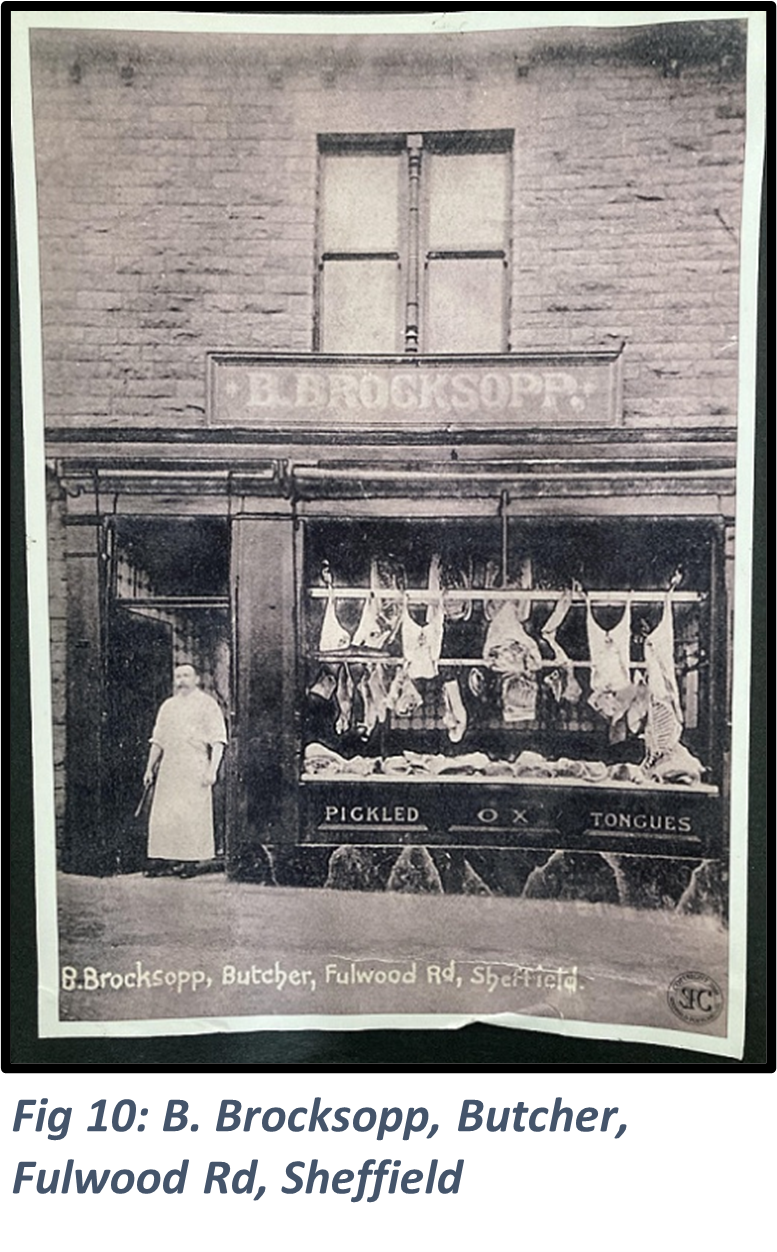 B. BROCKSOPP.
PICKLED OX TONGUES
B.Brocksopp, Butcher, Fulwood Rd, Sheffield.
Fig 10: B. Brocksopp, Butcher,
Fulwood Rd, Sheffield